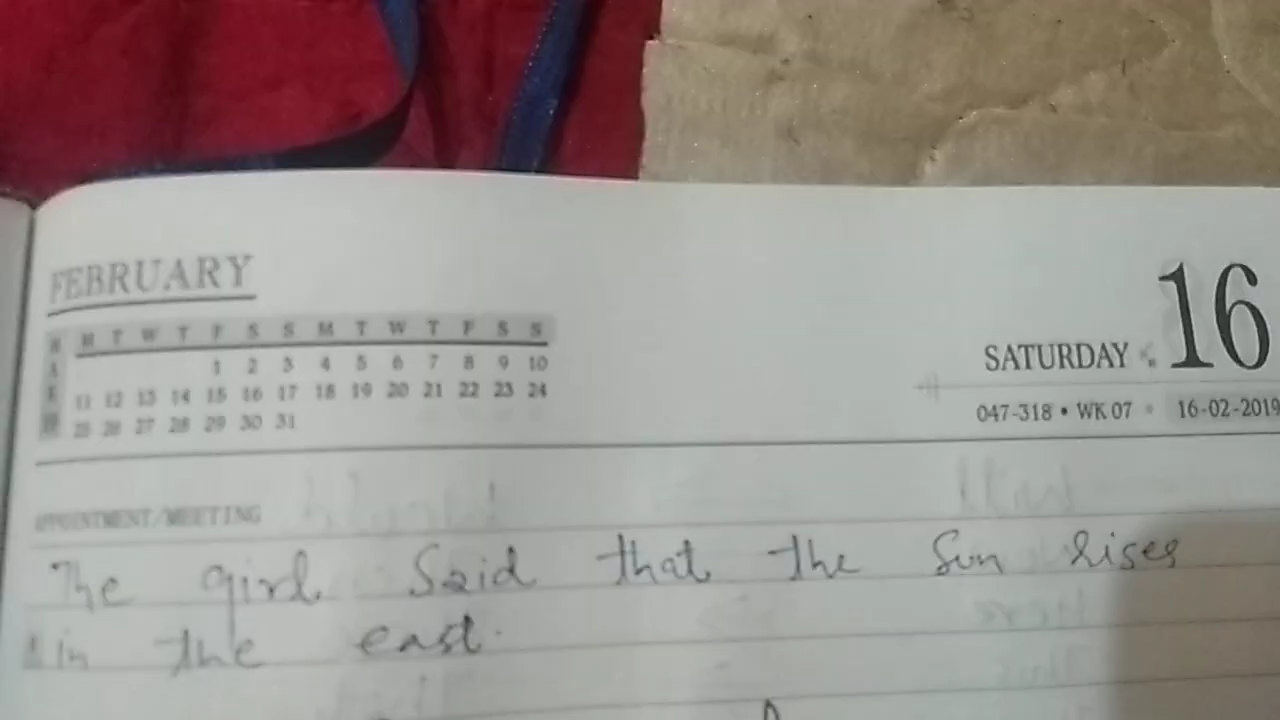 FEBRUARY
16
M T W T F S S M T W T F S S
SATURDAY
1 2 3 4 5 6 7 8 9 10
11 12 13 14 15 16 17 18 19 20 21 22 23 24
047-318 • WK 07 • 16-02-2019
25 26 27 28 29 30 31
APPOINTMENT/MEETING
The girl Said that the Sun rises
in the east.